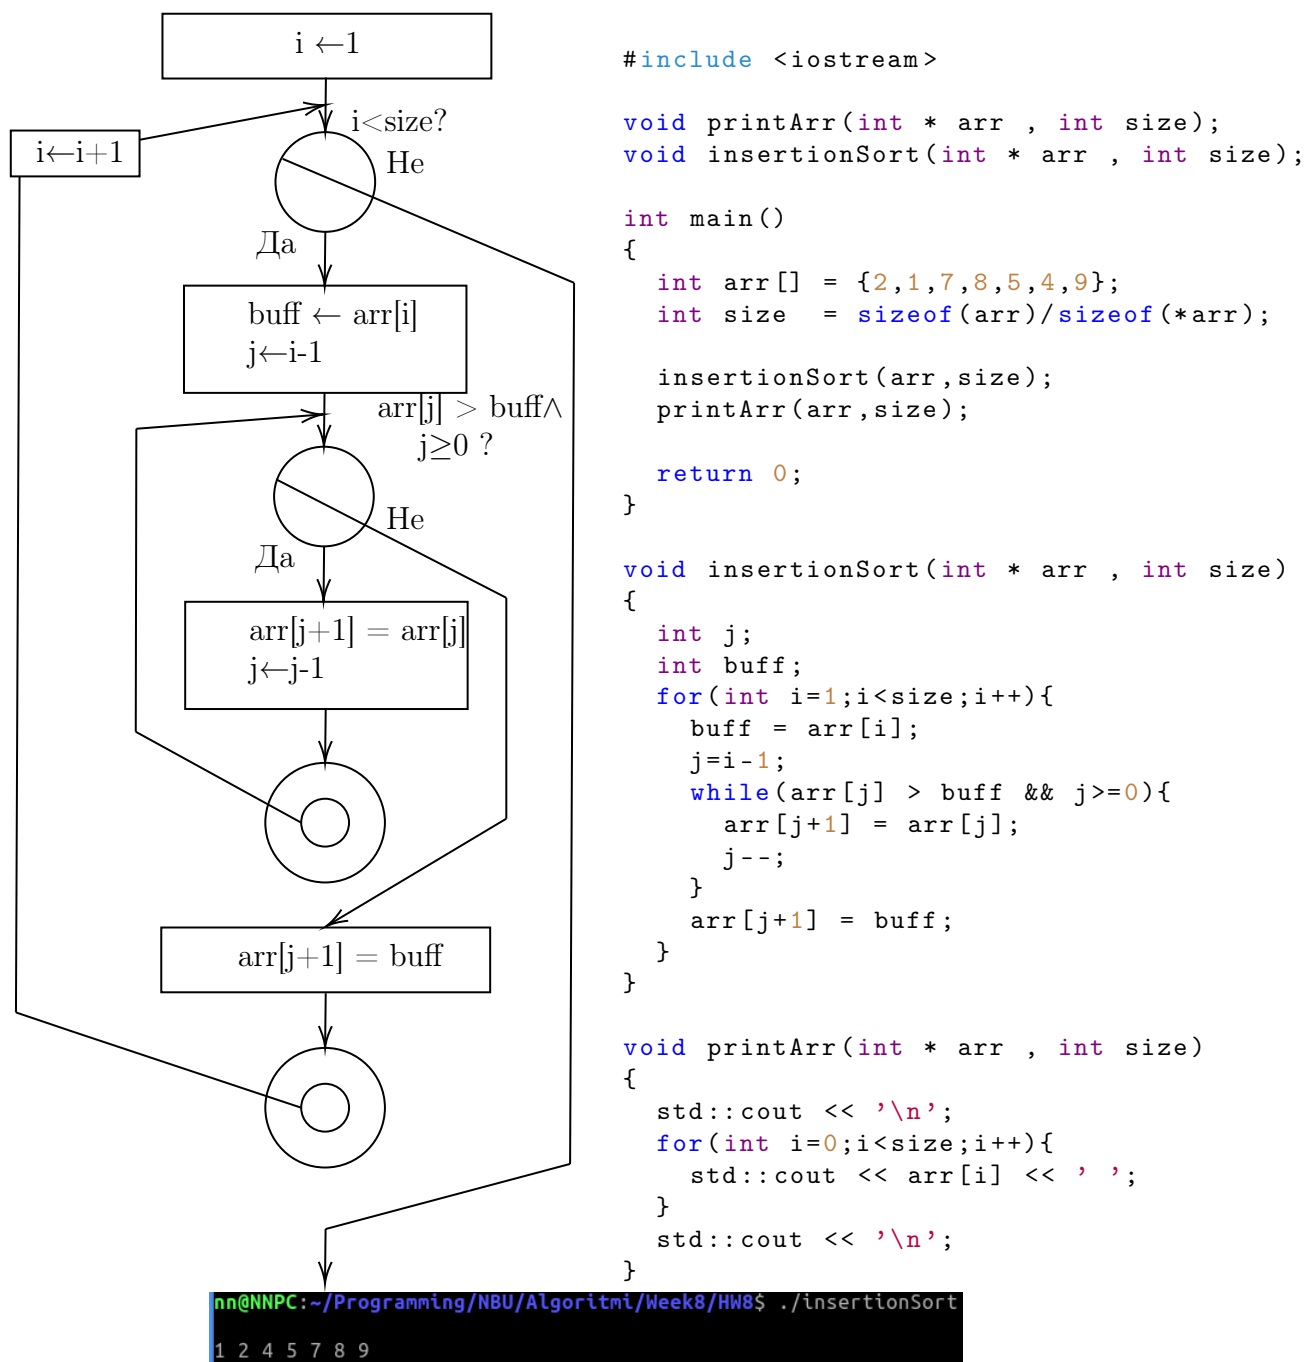 i ←1
i<size?
i←i+1
Не
Да
buff ← arr[i]
j←i-1
arr[j] > buff∧
j≥0 ?
Не
Да
arr[j+1] = arr[j]
j←j-1
arr[j+1] = buff
#include <iostream>
void printArr(int * arr , int size);
void insertionSort(int * arr , int size);
int main()
{
int arr[] = {2,1,7,8,5,4,9};
int size  = sizeof(arr)/sizeof(*arr);
insertionSort(arr,size);
printArr(arr,size);
return 0;
}
void insertionSort(int * arr , int size)
{
int j;
int buff;
for(int i=1;i<size;i++){
buff = arr[i];
j=i-1;
while(arr[j] > buff && j>=0){
arr[j+1] = arr[j];
j--;
}
arr[j+1] = buff;
}
}
void printArr(int * arr , int size)
{
std::cout << '\n';
for(int i=0;i<size;i++){
std::cout << arr[i] << ' ';
}
std::cout << '\n';
}
nn@NNPC:~/Programming/NBU/Algoritmi/Week8/HW8$ ./insertionSort
1 2 4 5 7 8 9